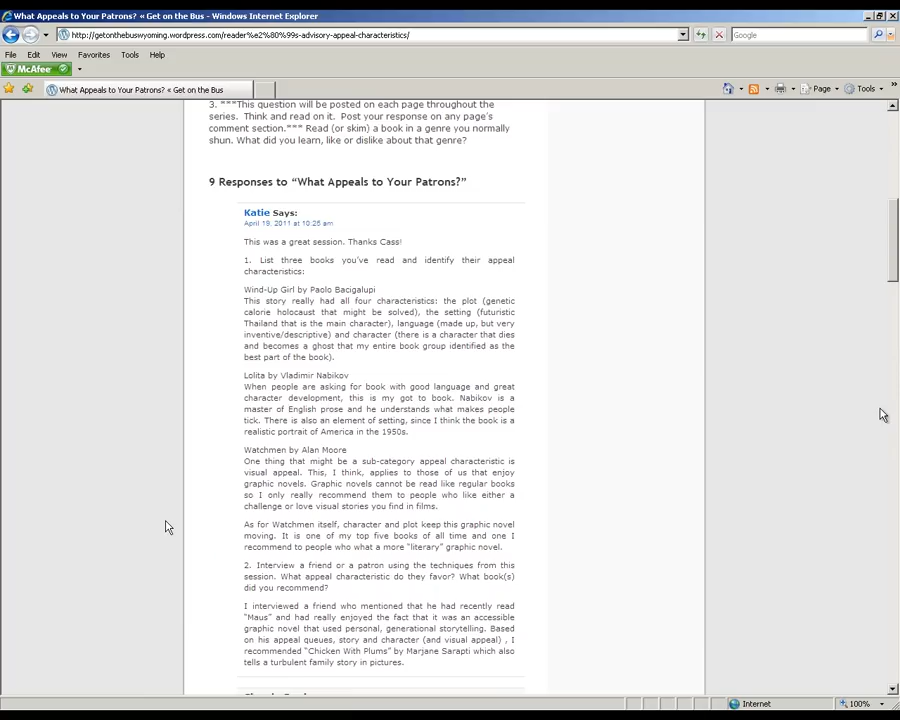 What Appeals to Your Patrons? « Get on the Bus - Windows Internet Explorer
http://getonthebuswyoming.wordpress.com/reader%e2%80%99s-advisory-appeal-characteristics/
Google
File Edit View Favorites Tools Help
McAfee
What Appeals to Your Patrons? « Get on the Bus
Page Tools
3. ***This question will be posted on each page throughout the
series. Think and read on it. Post your response on any page's
comment section.*** Read (or skim) a book in a genre you normally
shun. What did you learn, like or dislike about that genre?
9 Responses to “What Appeals to Your Patrons?”
Katie Says:
April 19, 2011 at 10:25 am
This was a great session. Thanks Cass!
1. List three books you've read and identify their appeal
characteristics:
Wind-Up Girl by Paolo Bacigalupi
This story really had all four characteristics: the plot (genetic
calorie holocaust that might be solved), the setting (futuristic
Thailand that is the main character), language (made up, but very
inventive/descriptive) and character (there is a character that dies
and becomes a ghost that my entire book group identified as the
best part of the book).
Lolita by Vladimir Nabikov
When people are asking for book with good language and great
character development, this is my got to book. Nabikov is a
master of English prose and he understands what makes people
tick. There is also an element of setting, since I think the book is a
realistic portrait of America in the 1950s.
Watchmen by Alan Moore
One thing that might be a sub-category appeal characteristic is
visual appeal. This, I think, applies to those of us that enjoy
graphic novels. Graphic novels cannot be read like regular books
so I only really recommend them to people who like either a
challenge or love visual stories you find in films.
As for Watchmen itself, character and plot keep this graphic novel
moving. It is one of my top five books of all time and one I
recommend to people who what a more “literary” graphic novel.
2. Interview a friend or a patron using the techniques from this
session. What appeal characteristic do they favor? What book(s)
did you recommend?
I interviewed a friend who mentioned that he had recently read
“Maus” and had really enjoyed the fact that it was an accessible
graphic novel that used personal, generational storytelling. Based
on his appeal queues, story and character (and visual appeal) , I
recommended “Chicken With Plums” by Marjane Sarapti which also
tells a turbulent family story in pictures.
Internet 100%